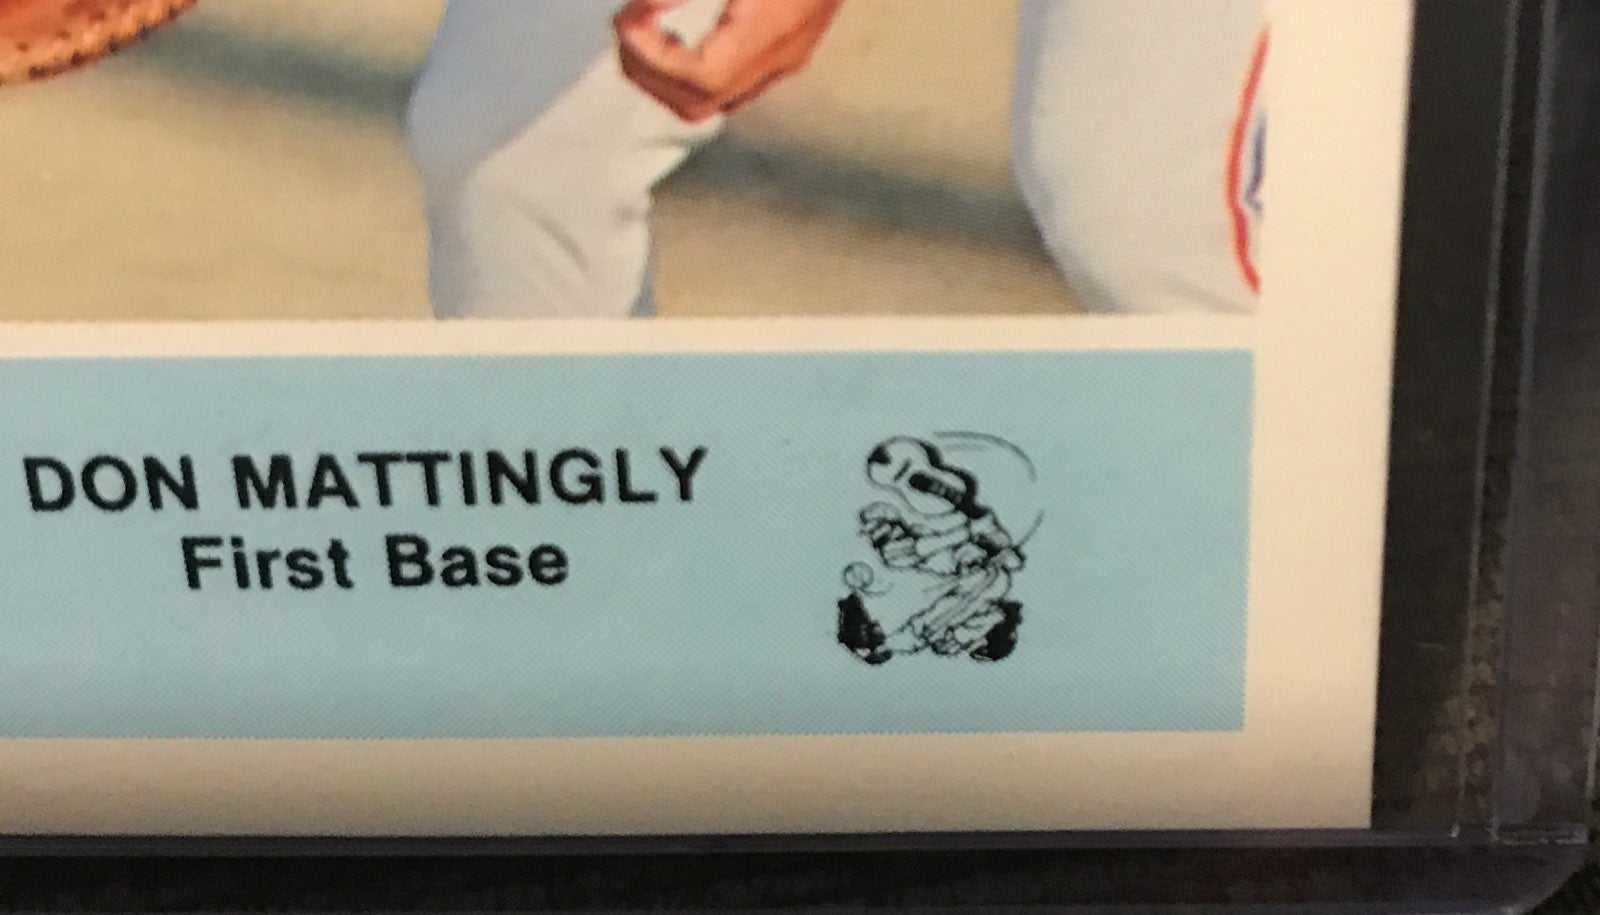 DON MATTINGLY
First Base